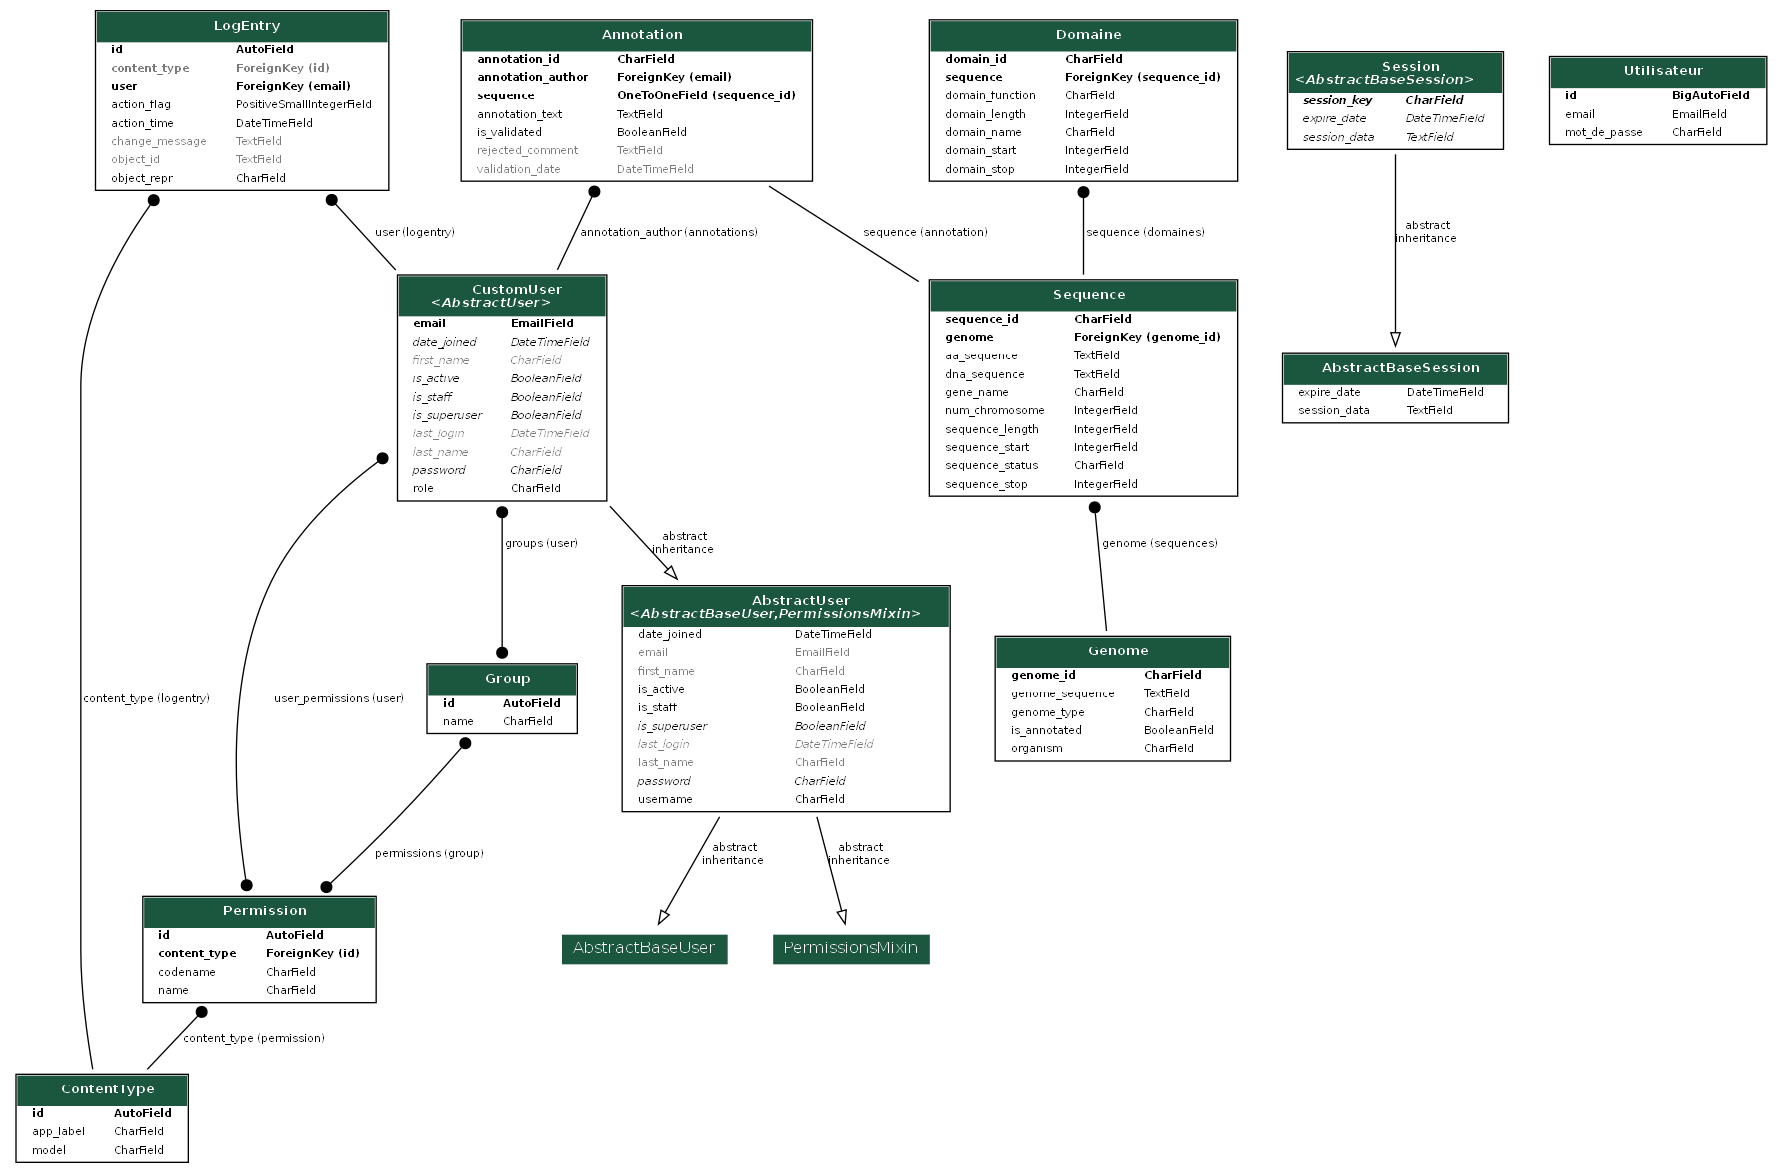 LogEntry
id AutoField
content_type ForeignKey (id)
user ForeignKey (email)
action_flag PositiveSmallIntegerField
action_time DateTimeField
change_message TextField
object_id TextField
object_repr CharField
Annotation
annotation_id CharField
annotation_author ForeignKey (email)
sequence OneToOneField (sequence_id)
annotation_text TextField
is_validated BooleanField
rejected_comment TextField
validation_date DateTimeField
Domaine
domain_id CharField
sequence ForeignKey (sequence_id)
domain_function CharField
domain_length IntegerField
domain_name CharField
domain_start IntegerField
domain_stop IntegerField
Session
<AbstractBaseSession>
session_key CharField
expire_date DateTimeField
session_data TextField
Utilisateur
id BigAutoField
email EmailField
mot_de_passe CharField
user (logentry)
annotation_author (annotations)
sequence (annotation)
sequence (domaines)
abstract
inheritance
CustomUser
<AbstractUser>
email EmailField
date_joined DateTimeField
first_name CharField
is_active BooleanField
is_staff BooleanField
is_superuser BooleanField
last_login DateTimeField
last_name CharField
password CharField
role CharField
Sequence
sequence_id CharField
genome ForeignKey (genome_id)
aa_sequence TextField
dna_sequence TextField
gene_name CharField
num_chromosome IntegerField
sequence_length IntegerField
sequence_start IntegerField
sequence_status CharField
sequence_stop IntegerField
AbstractBaseSession
expire_date DateTimeField
session_data TextField
groups (user)
abstract
inheritance
genome (sequences)
AbstractUser
<AbstractBaseUser,PermissionsMixin>
date_joined DateTimeField
email EmailField
first_name CharField
is_active BooleanField
is_staff BooleanField
is_superuser BooleanField
last_login DateTimeField
last_name CharField
password CharField
username CharField
Genome
genome_id CharField
genome_sequence TextField
genome_type CharField
is_annotated BooleanField
organism CharField
Group
id AutoField
name CharField
content_type (logentry)
user_permissions (user)
permissions (group)
abstract
inheritance
abstract
inheritance
Permission
id AutoField
content_type ForeignKey (id)
codename CharField
name CharField
AbstractBaseUser
PermissionsMixin
content_type (permission)
ContentType
id AutoField
app_label CharField
model CharField